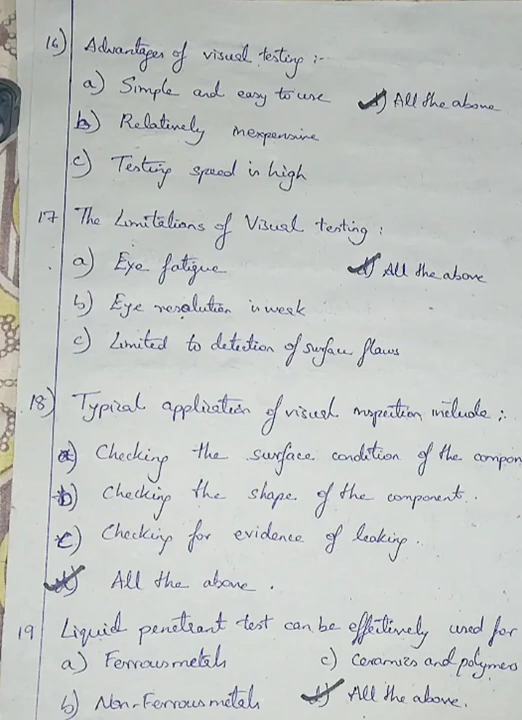 16) Advantages of visual testing :-
a) Simple and easy to use d) All the above
b) Relatively inexpensive
c) Testing speed is high
17 The Limitations of Visual testing :
a) Eye fatigue d) All the above
b) Eye resolution is weak
c) Limited to detection of surface flaws
18) Typical application of visual inspection include :
a) Checking the surface condition of the compon
b) Checking the shape of the component.
c) Checking for evidence of leaking.
d) All the above.
19 Liquid penetrant test can be effectively used for
a) Ferrous metals c) Ceramics and polymers
b) Non-Ferrous metals d) All the above.